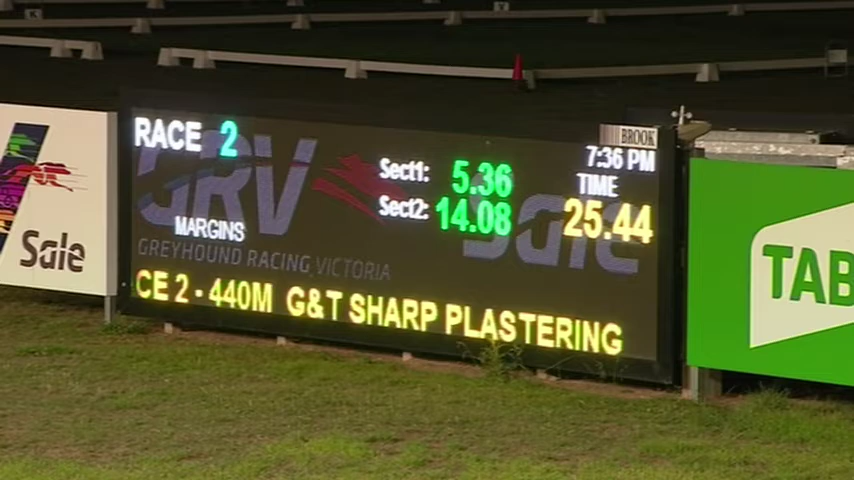 K
V
BROOK
RACE 2
7:36 PM
Sect1: 5.36
TIME
Sect2: 14.08
25.44
GRV
Sale
MARGINS
GREYHOUND RACING VICTORIA
CE 2 - 440M G&T SHARP PLASTERING
Sale
TAB